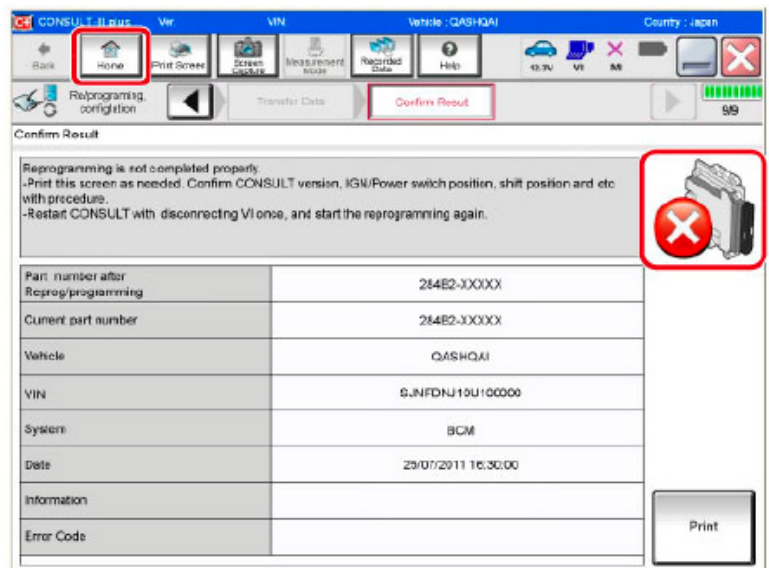 CONSULT-III plus Ver. VIN: Vehicle : QASHQAI Country : Japan
Back Home Print Screen Screen Capture Measurement Mode Recorded Data Help 12.7V VI MI
Re/programing, configlation Transfer Data Confirm Result 9/9
Confirm Result
Reprogramming is not completed properly.
-Print this screen as needed. Confirm CONSULT version, IGN/Power switch position, shift position and etc
with procedure.
-Restart CONSULT with disconnecting VI once, and start the reprogramming again.
Part number after
Reprog/programming 284B2-XXXXX
Current part number 284B2-XXXXX
Vehicle QASHQAI
VIN SJNFDNJ10U100000
System BCM
Date 29/07/2011 16:30:00
Information
Error Code
Print